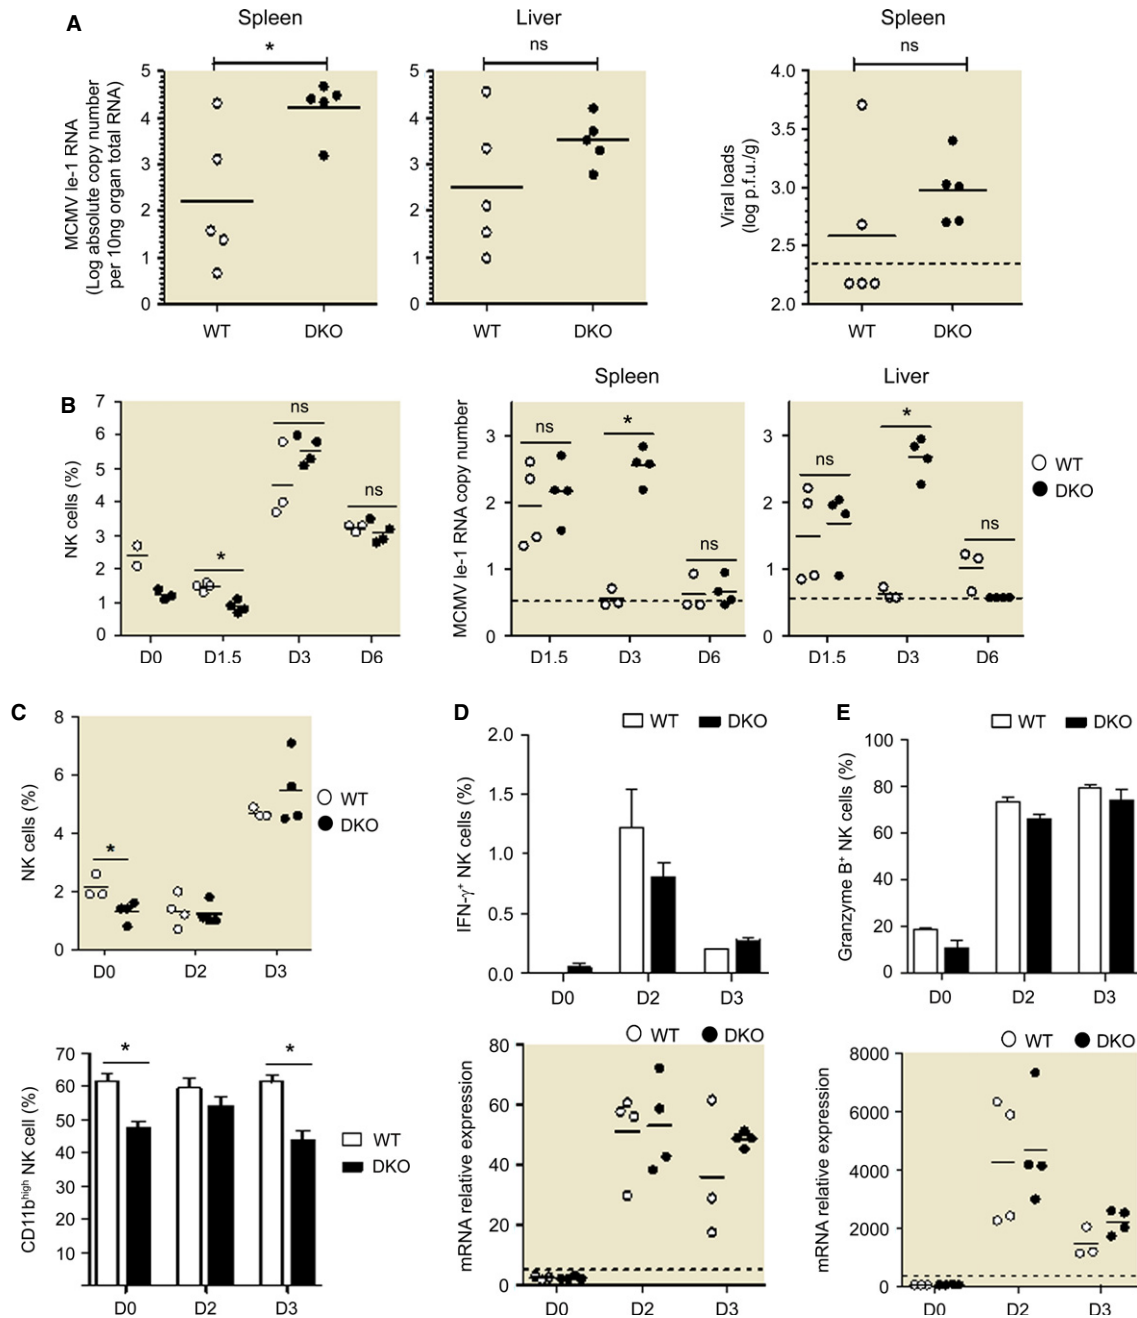 A
Spleen
Liver
Spleen
*
ns
ns
MCMV Ie-1 RNA
(Log absolute copy number
per 10ng organ total RNA)
5
4
3
2
1
0
WT
DKO
5
4
3
2
1
0
WT
DKO
Viral loads
(log p.f.u./g)
4.0
3.5
3.0
2.5
2.0
WT
DKO
B
NK cells (%)
7
6
5
4
3
2
1
0
*
ns
ns
D0
D1.5
D3
D6
Spleen
MCMV Ie-1 RNA copy number
3
2
1
0
ns
*
ns
D1.5
D3
D6
Liver
3
2
1
0
ns
*
ns
D1.5
D3
D6
WT
DKO
C
NK cells (%)
8
6
4
2
0
*
D0
D2
D3
WT
DKO
CD11bhigh NK cell (%)
70
60
50
40
30
20
10
*
*
D0
D2
D3
WT
DKO
D
WT
DKO
IFN-γ+ NK cells (%)
2.0
1.5
1.0
0.5
0.0
D0
D2
D3
WT
DKO
mRNA relative expression
80
60
40
20
0
D0
D2
D3
E
WT
DKO
Granzyme B+ NK cells (%)
100
80
60
40
20
0
D0
D2
D3
WT
DKO
mRNA relative expression
8000
6000
4000
2000
0
D0
D2
D3